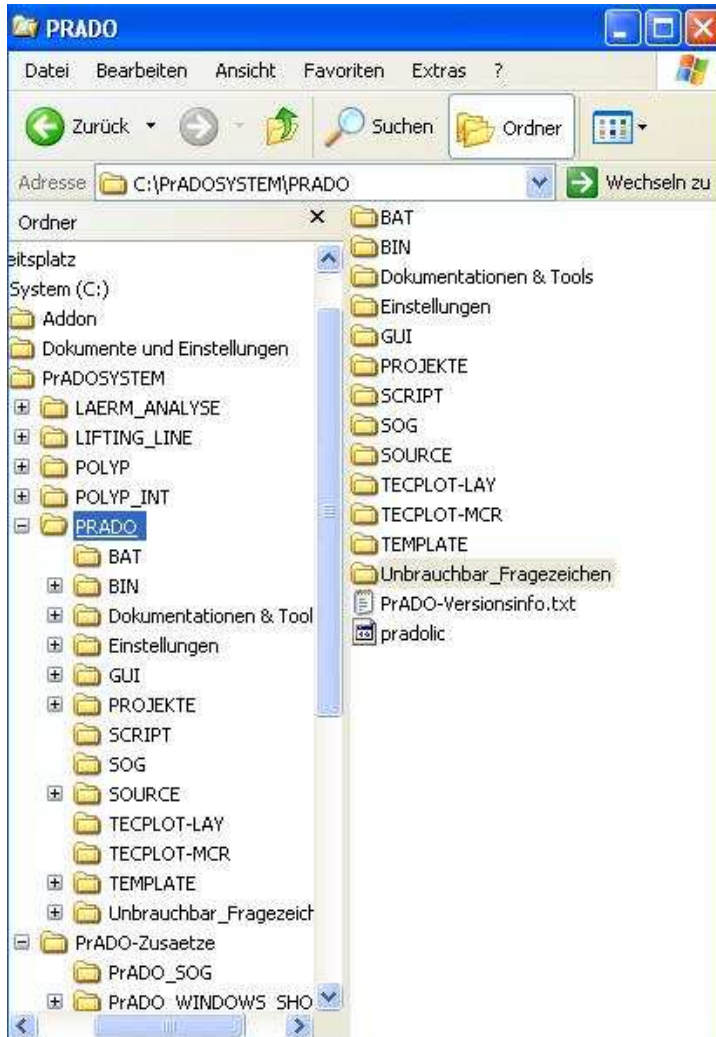 PRADO
Datei Bearbeiten Ansicht Favoriten Extras ?
Zurück Suchen Ordner
Adresse C:\PrADOSYSTEM\PRADO Wechseln zu
Ordner
eitsplatz
System (C:)
Addon
Dokumente und Einstellungen
PrADOSYSTEM
LAERM_ANALYSE
LIFTING_LINE
POLYP
POLYP_INT
PRADO
BAT
BIN
Dokumentationen & Tool
Einstellungen
GUI
PROJEKTE
SCRIPT
SOG
SOURCE
TECPLOT-LAY
TECPLOT-MCR
TEMPLATE
Unbrauchbar_Fragezeich
PrADO-Zusaetze
PrADO_SOG
PrADO_WINDOWS_SHO
BAT
BIN
Dokumentationen & Tools
Einstellungen
GUI
PROJEKTE
SCRIPT
SOG
SOURCE
TECPLOT-LAY
TECPLOT-MCR
TEMPLATE
Unbrauchbar_Fragezeichen
PrADO-Versionsinfo.txt
pradolic